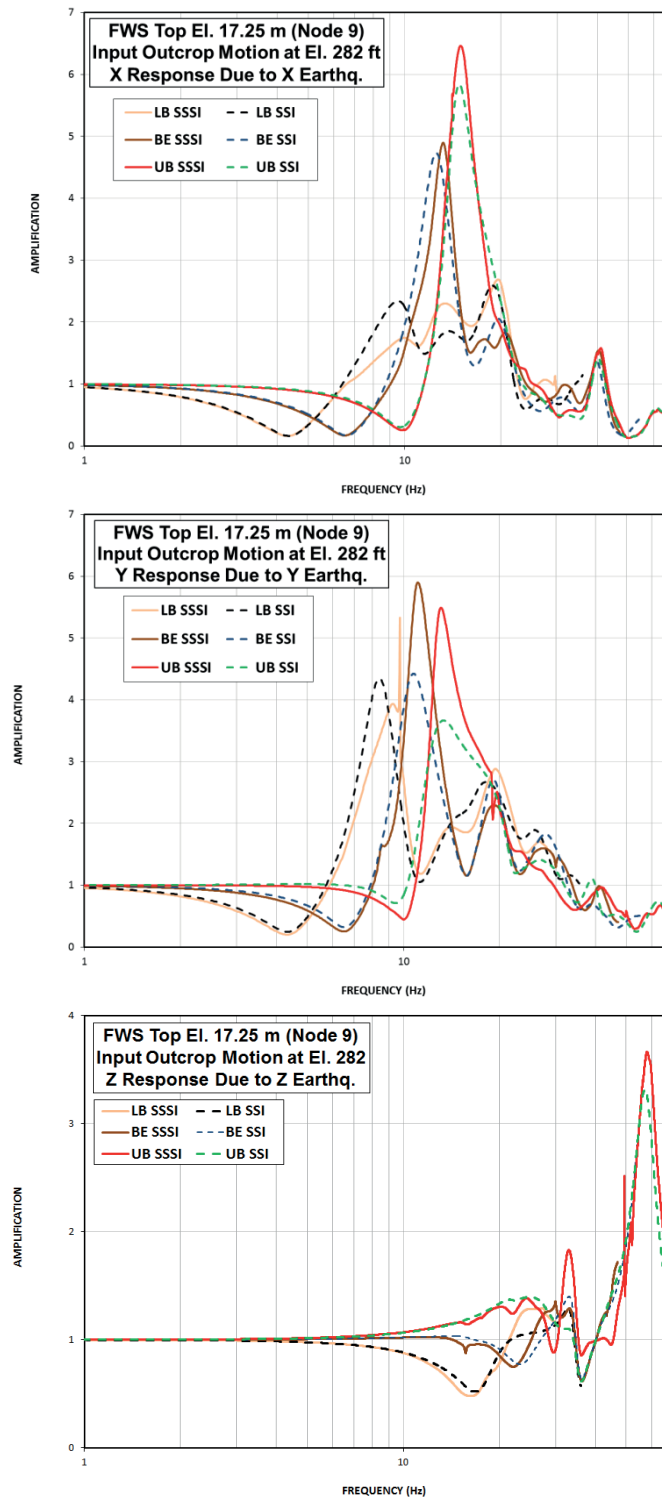 FWS Top El. 17.25 m (Node 9)
Input Outcrop Motion at El. 282 ft
X Response Due to X Earthq.
LB SSSI
LB SSI
BE SSSI
BE SSI
UB SSSI
UB SSI
AMPLIFICATION
7
6
5
4
3
2
1
0
1
10
FREQUENCY (Hz)
FWS Top El. 17.25 m (Node 9)
Input Outcrop Motion at El. 282 ft
Y Response Due to Y Earthq.
LB SSSI
LB SSI
BE SSSI
BE SSI
UB SSSI
UB SSI
AMPLIFICATION
7
6
5
4
3
2
1
0
1
10
FREQUENCY (Hz)
FWS Top El. 17.25 m (Node 9)
Input Outcrop Motion at El. 282
Z Response Due to Z Earthq.
LB SSSI
LB SSI
BE SSSI
BE SSI
UB SSSI
UB SSI
AMPLIFICATION
4
3
2
1
0
1
10
FREQUENCY (Hz)